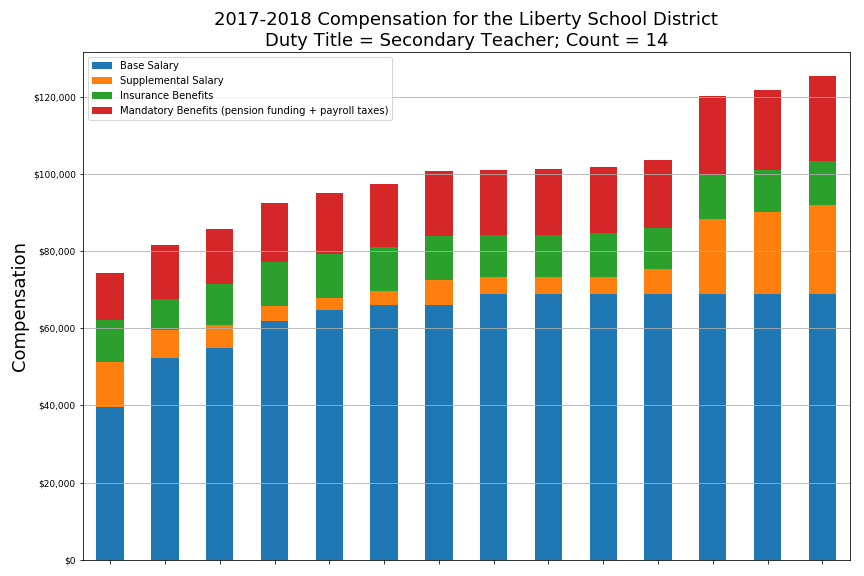 2017-2018 Compensation for the Liberty School District
Duty Title = Secondary Teacher; Count = 14
Base Salary
Supplemental Salary
Insurance Benefits
Mandatory Benefits (pension funding + payroll taxes)
$120,000
$100,000
$80,000
$60,000
$40,000
$20,000
$0
Compensation